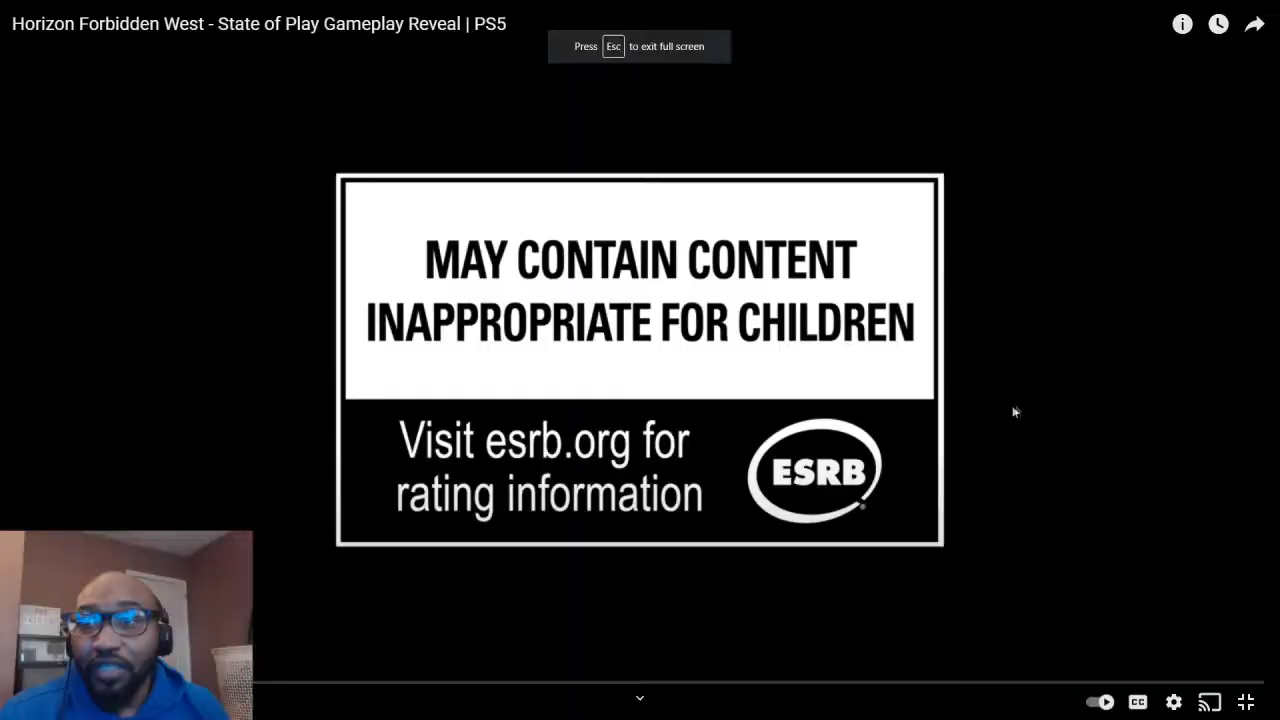 Horizon Forbidden West - State of Play Gameplay Reveal | PS5
Press Esc to exit full screen
MAY CONTAIN CONTENT
INAPPROPRIATE FOR CHILDREN
Visit esrb.org for
rating information
ESRB
CC